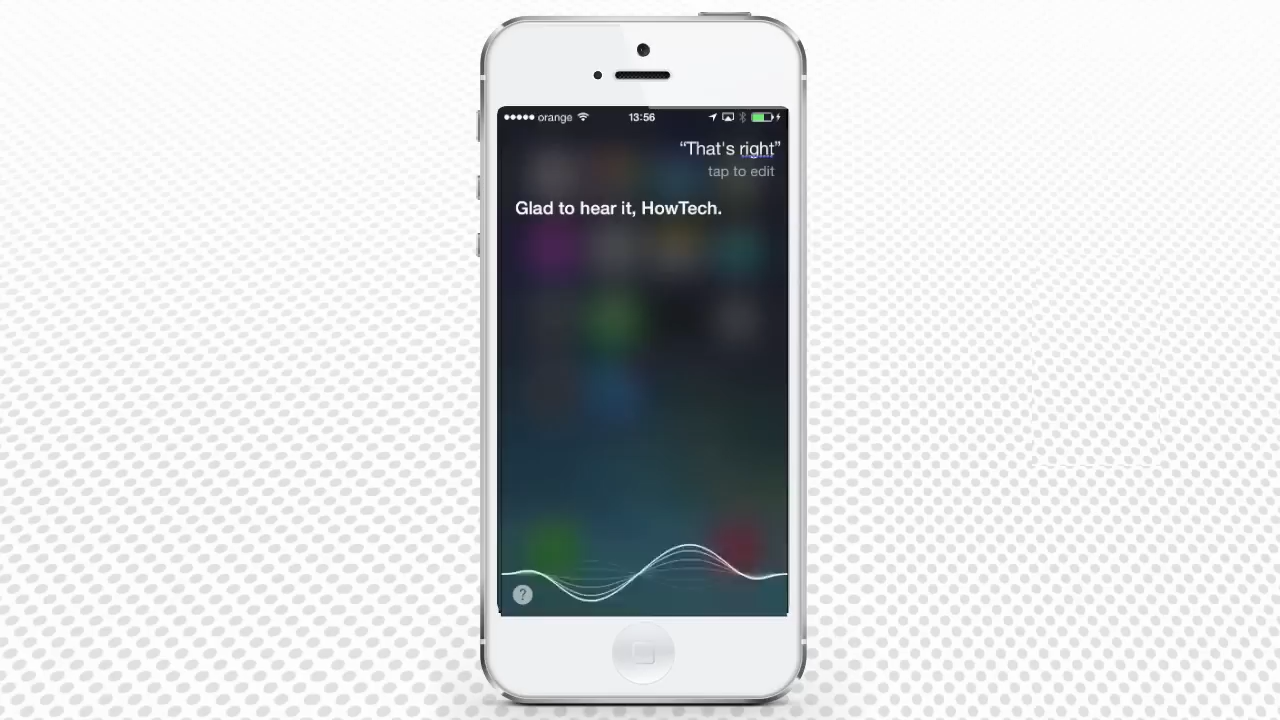 orange 13:56
“That's right”
tap to edit
Glad to hear it, HowTech.
?